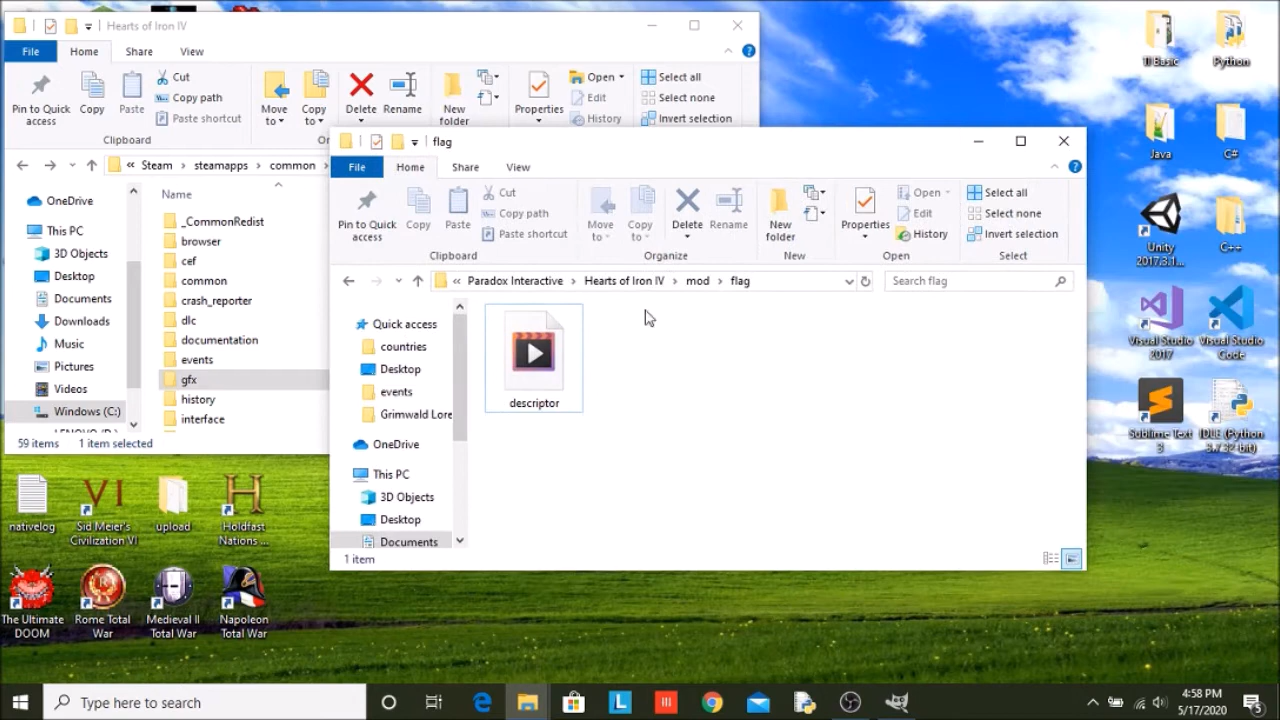 Hearts of Iron IV
File Home Share View
Pin to Quick access
Copy
Paste
Cut
Copy path
Paste shortcut
Move to
Copy to
Delete
Rename
New folder
Properties
Open
Edit
History
Select all
Select none
Invert selection
Clipboard
Or
« Steam > steamapps > common >
OneDrive
This PC
3D Objects
Desktop
Documents
Downloads
Music
Pictures
Videos
Windows (C:)
Name
_CommonRedist
browser
cef
common
crash_reporter
dlc
documentation
events
gfx
history
interface
59 items 1 item selected
flag
File Home Share View
Pin to Quick access
Copy
Paste
Cut
Copy path
Paste shortcut
Move to
Copy to
Delete
Rename
New folder
Properties
Open
Edit
History
Select all
Select none
Invert selection
Clipboard Organize New Open Select
« Paradox Interactive > Hearts of Iron IV > mod > flag
Search flag
Quick access
countries
Desktop
events
Grimwald Lore
OneDrive
This PC
3D Objects
Desktop
Documents
descriptor
1 item
TI Basic
Python
Java
C#
Unity 2017.3.1...
C++
Visual Studio 2017
Visual Studio Code
Sublime Text 3
IDLE (Python 3.7 32-bit)
nativelog
Sid Meier's Civilization VI
upload
Holdfast Nations ...
The Ultimate DOOM
Rome Total War
Medieval II Total War
Napoleon Total War
Type here to search
4:58 PM
5/17/2020
5